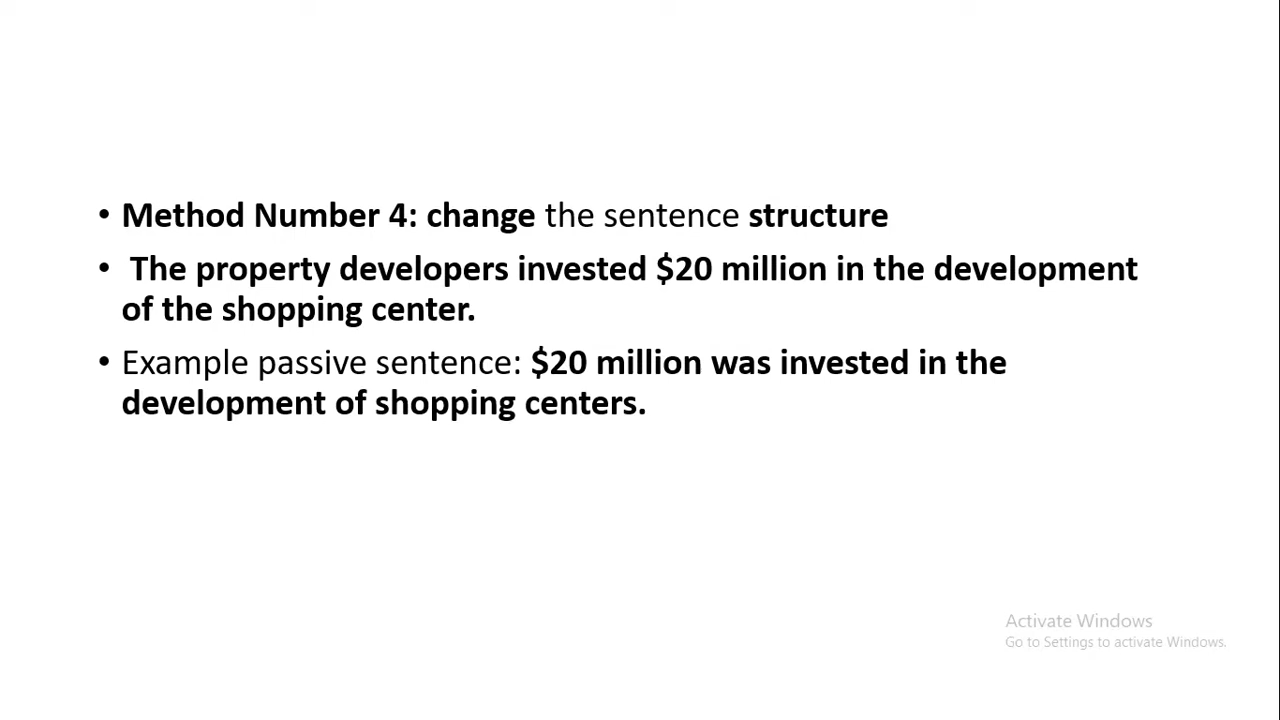 • Method Number 4: change the sentence structure
• The property developers invested $20 million in the development
of the shopping center.
• Example passive sentence: $20 million was invested in the
development of shopping centers.
Activate Windows
Go to Settings to activate Windows.